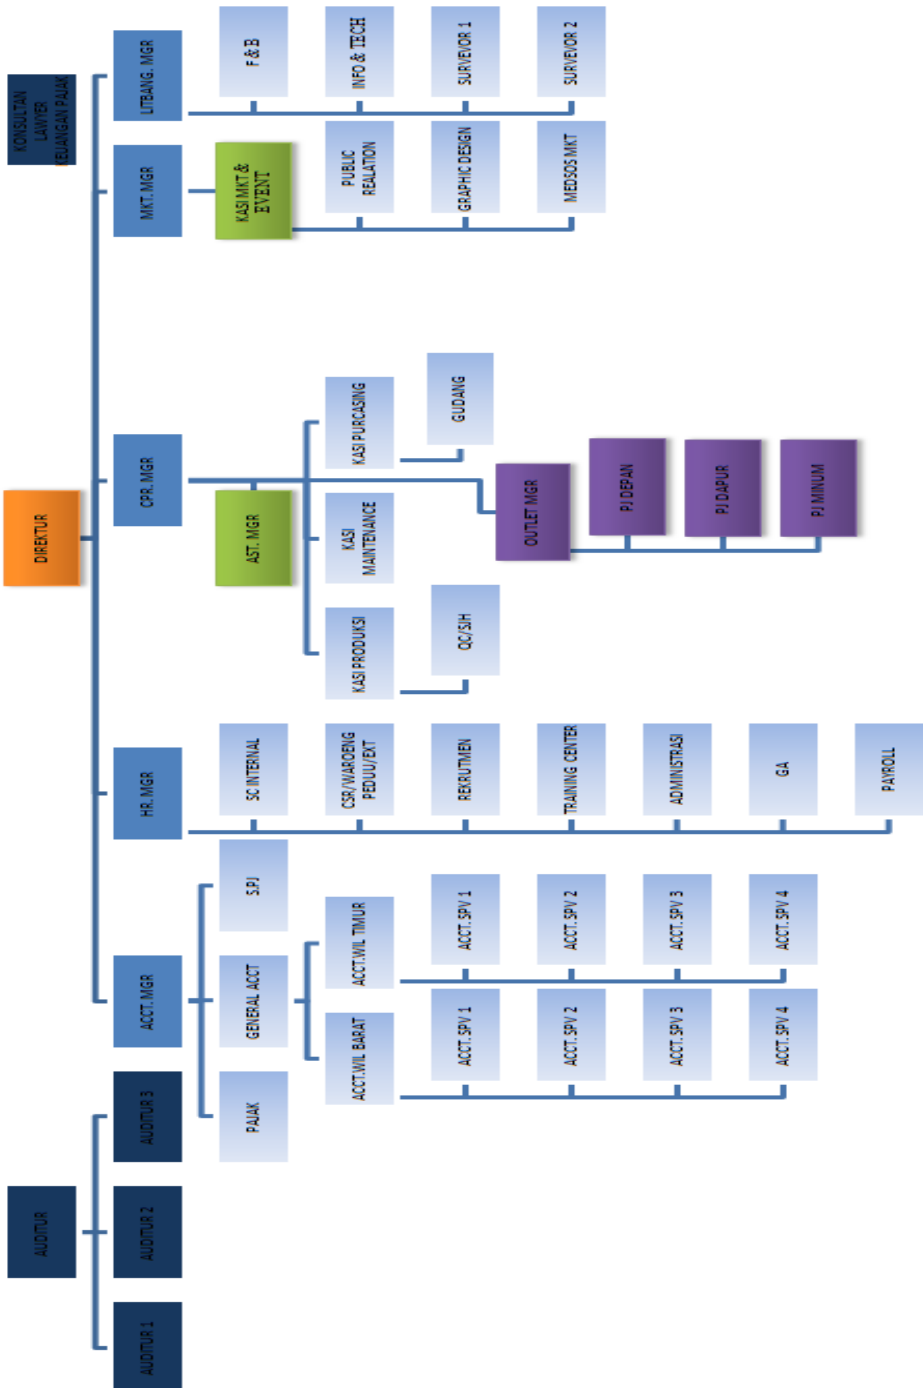 AUDITUR
DIREKTUR
KONSULTAN
LAWYER
KEUANGAN PAJAK
AUDITUR 1
AUDITUR 2
AUDITUR 3
ACCT. MGR
HR. MGR
CPR. MGR
MKT. MGR
LITBANG. MGR
PAJAK
GENERAL ACCT
S.PJ
SC INTERNAL
AST. MGR
KASI MKT &
EVENT
F & B
ACCT.WIL BARAT
ACCT.WIL TIMUR
CSR/WAROENG
PEDUU/EXT
KASI PRODUKSI
KASI
MAINTENANCE
KASI PURCASING
PUBLIC
REALATION
INFO & TECH
ACCT. SPV 1
ACCT. SPV 1
REKRUTMEN
QC/SJH
GUDANG
GRAPHIC DESIGN
SURVEYOR 1
OUTLET MGR
ACCT. SPV 2
ACCT. SPV 2
TRAINING CENTER
MEDSOS MKT
SURVEYOR 2
PJ DEPAN
ACCT. SPV 3
ACCT. SPV 3
ADMINISTRASI
PJ DAPUR
ACCT. SPV 4
ACCT. SPV 4
GA
PJ MINUM
PAYROLL